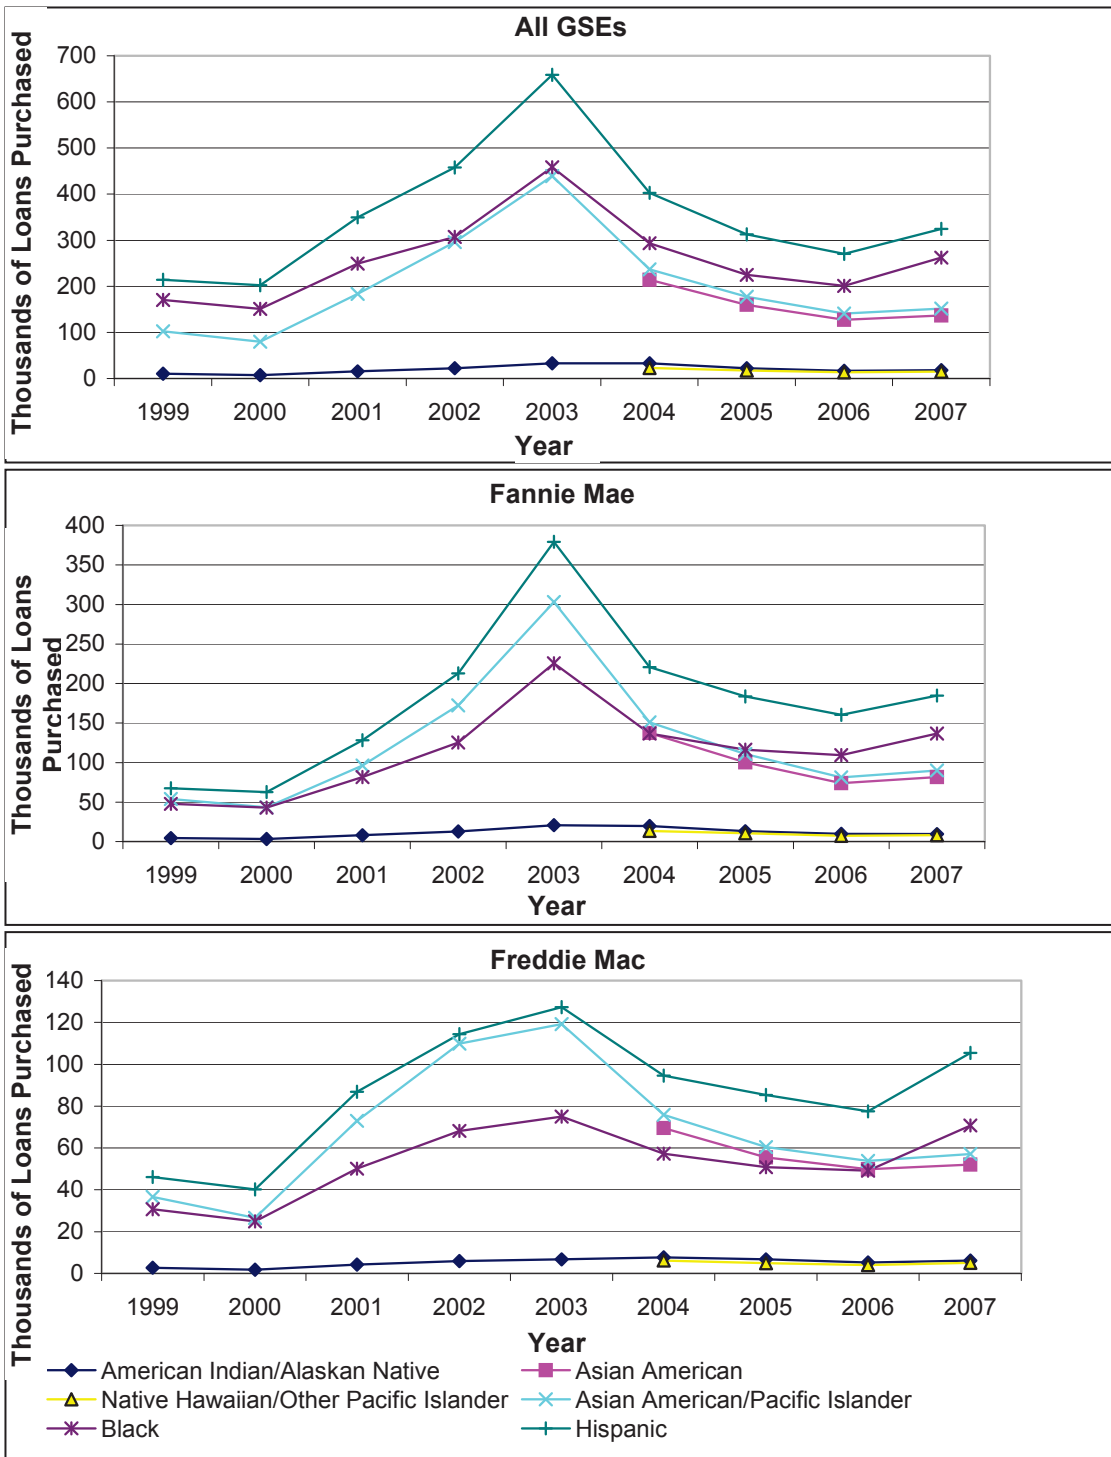 All GSEs
Thousands of Loans Purchased
700
600
500
400
300
200
100
0
1999 2000 2001 2002 2003 2004 2005 2006 2007
Year
Fannie Mae
Thousands of Loans
Purchased
400
350
300
250
200
150
100
50
0
1999 2000 2001 2002 2003 2004 2005 2006 2007
Year
Freddie Mac
Thousands of Loans Purchased
140
120
100
80
60
40
20
0
1999 2000 2001 2002 2003 2004 2005 2006 2007
Year
American Indian/Alaskan Native Asian American
Native Hawaiian/Other Pacific Islander Asian American/Pacific Islander
Black Hispanic